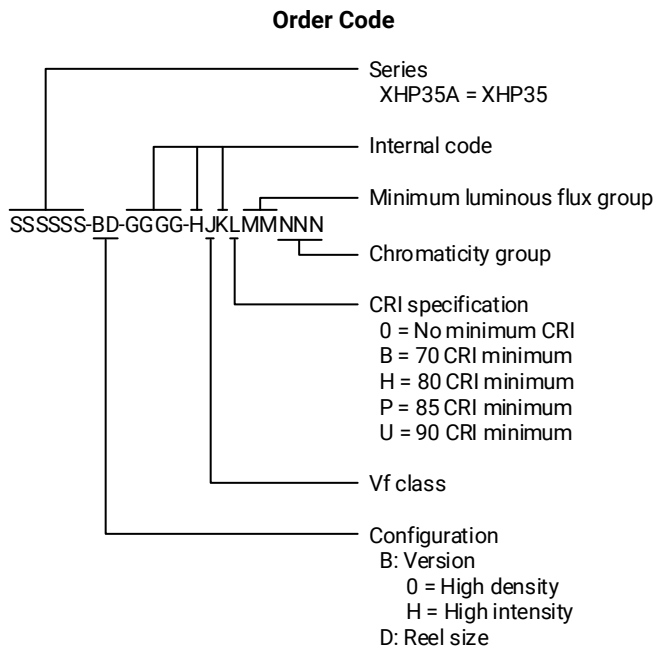 Order Code
Series
XHP35A = XHP35
Internal code
Minimum luminous flux group
SSSSSS-BD-GGGG-HJKLMMNNN
Chromaticity group
CRI specification
0 = No minimum CRI
B = 70 CRI minimum
H = 80 CRI minimum
P = 85 CRI minimum
U = 90 CRI minimum
Vf class
Configuration
B: Version
0 = High density
H = High intensity
D: Reel size